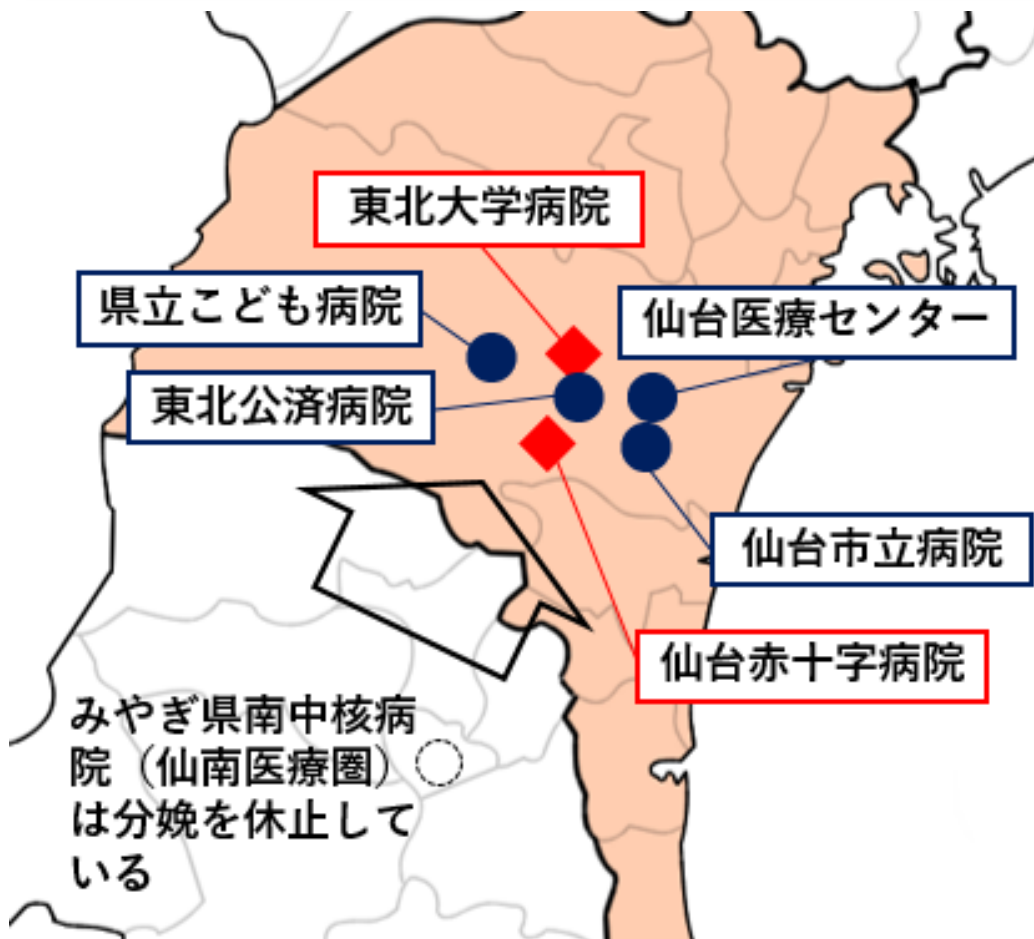 東北大学病院
県立こども病院
仙台医療センター
東北公済病院
仙台市立病院
仙台赤十字病院
みやぎ県南中核病
院（仙南医療圏）
は分娩を休止して
いる